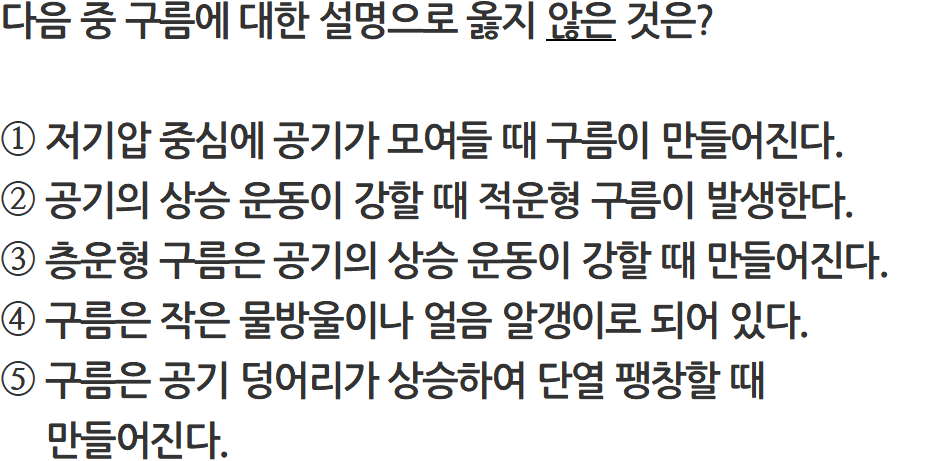 다음 중 구름에 대한 설명으로 옳지 않은 것은?
① 저기압 중심에 공기가 모여들 때 구름이 만들어진다.
② 공기의 상승 운동이 강할 때 적운형 구름이 발생한다.
③ 층운형 구름은 공기의 상승 운동이 강할 때 만들어진다.
④ 구름은 작은 물방울이나 얼음 알갱이로 되어 있다.
⑤ 구름은 공기 덩어리가 상승하여 단열 팽창할 때
만들어진다.